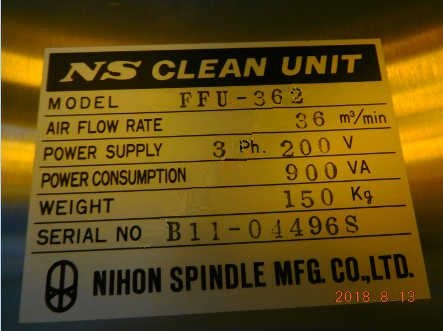 NS CLEAN UNIT
MODEL FFU-362
AIR FLOW RATE 36 m³/min
POWER SUPPLY 3 Ph. 200 V
POWER CONSUMPTION 900 VA
WEIGHT 150 Kg
SERIAL NO B11-04496S
NIHON SPINDLE MFG. CO.,LTD.
2018 8 13